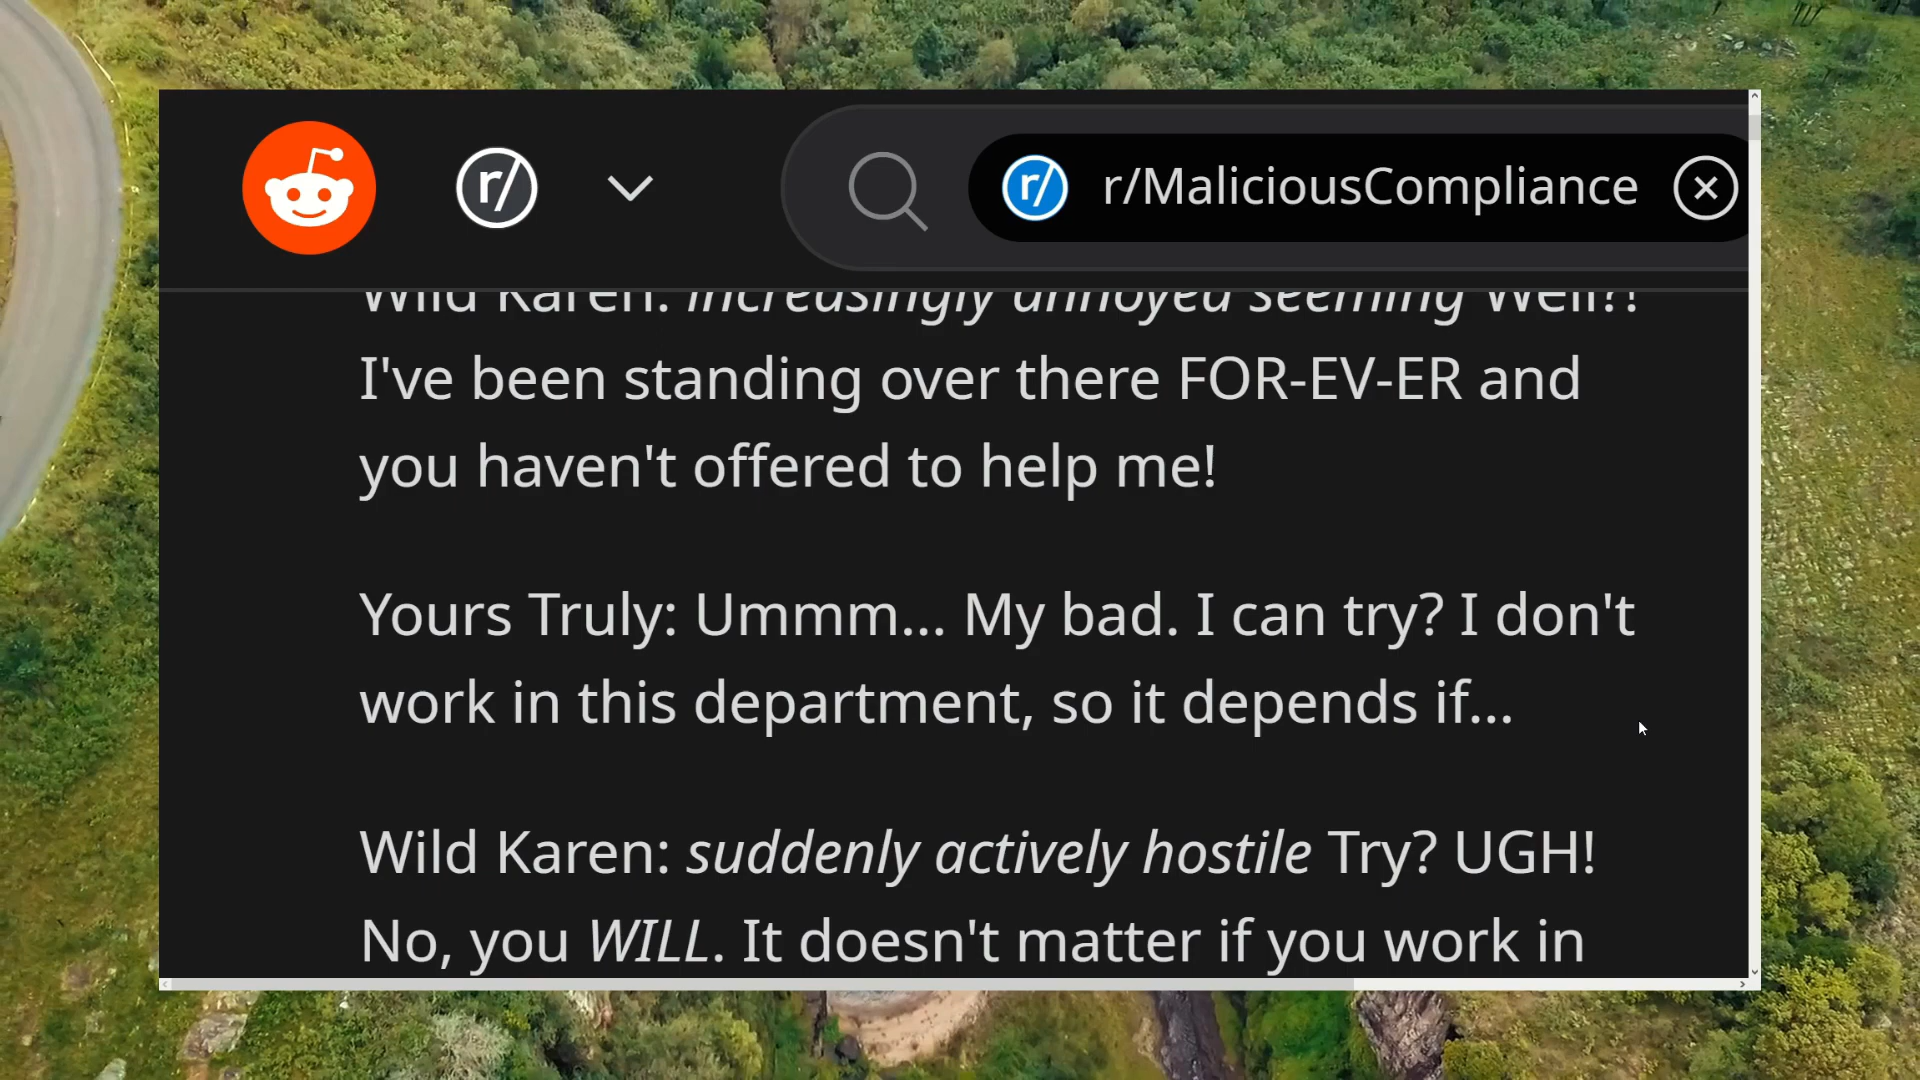 r/
r/ r/MaliciousCompliance
Wild Karen: increasingly annoyed seeming Well?!
I've been standing over there FOR-EV-ER and
you haven't offered to help me!
Yours Truly: Ummm... My bad. I can try? I don't
work in this department, so it depends if...
Wild Karen: suddenly actively hostile Try? UGH!
No, you WILL. It doesn't matter if you work in